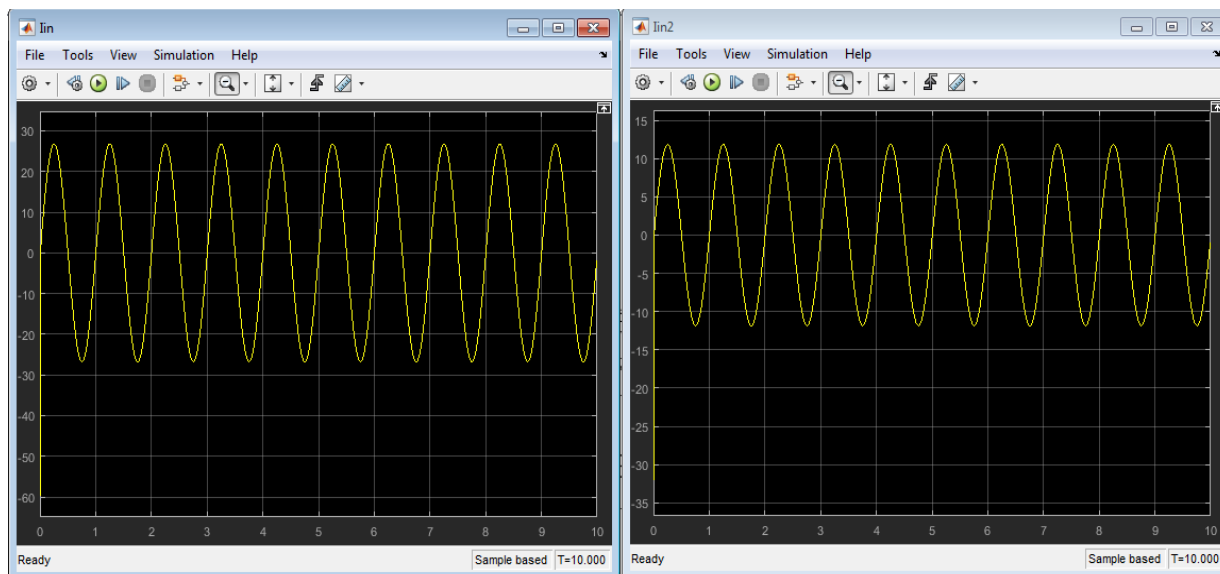 Iin
File Tools View Simulation Help
30
20
10
0
-10
-20
-30
-40
-50
-60
0 1 2 3 4 5 6 7 8 9 10
Ready Sample based T=10.000
Iin2
File Tools View Simulation Help
15
10
5
0
-5
-10
-15
-20
-25
-30
-35
0 1 2 3 4 5 6 7 8 9 10
Ready Sample based T=10.000